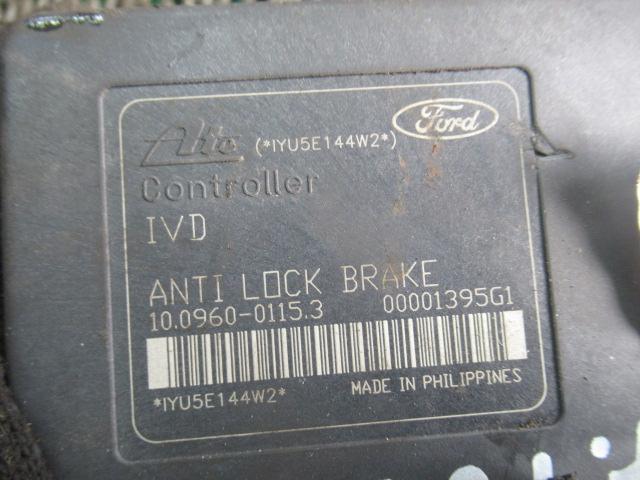 Ate (*IYU5E144W2*) Ford
Controller
IVD
ANTI LOCK BRAKE
10.0960-0115.3 00001395G1
*IYU5E144W2* MADE IN PHILIPPINES